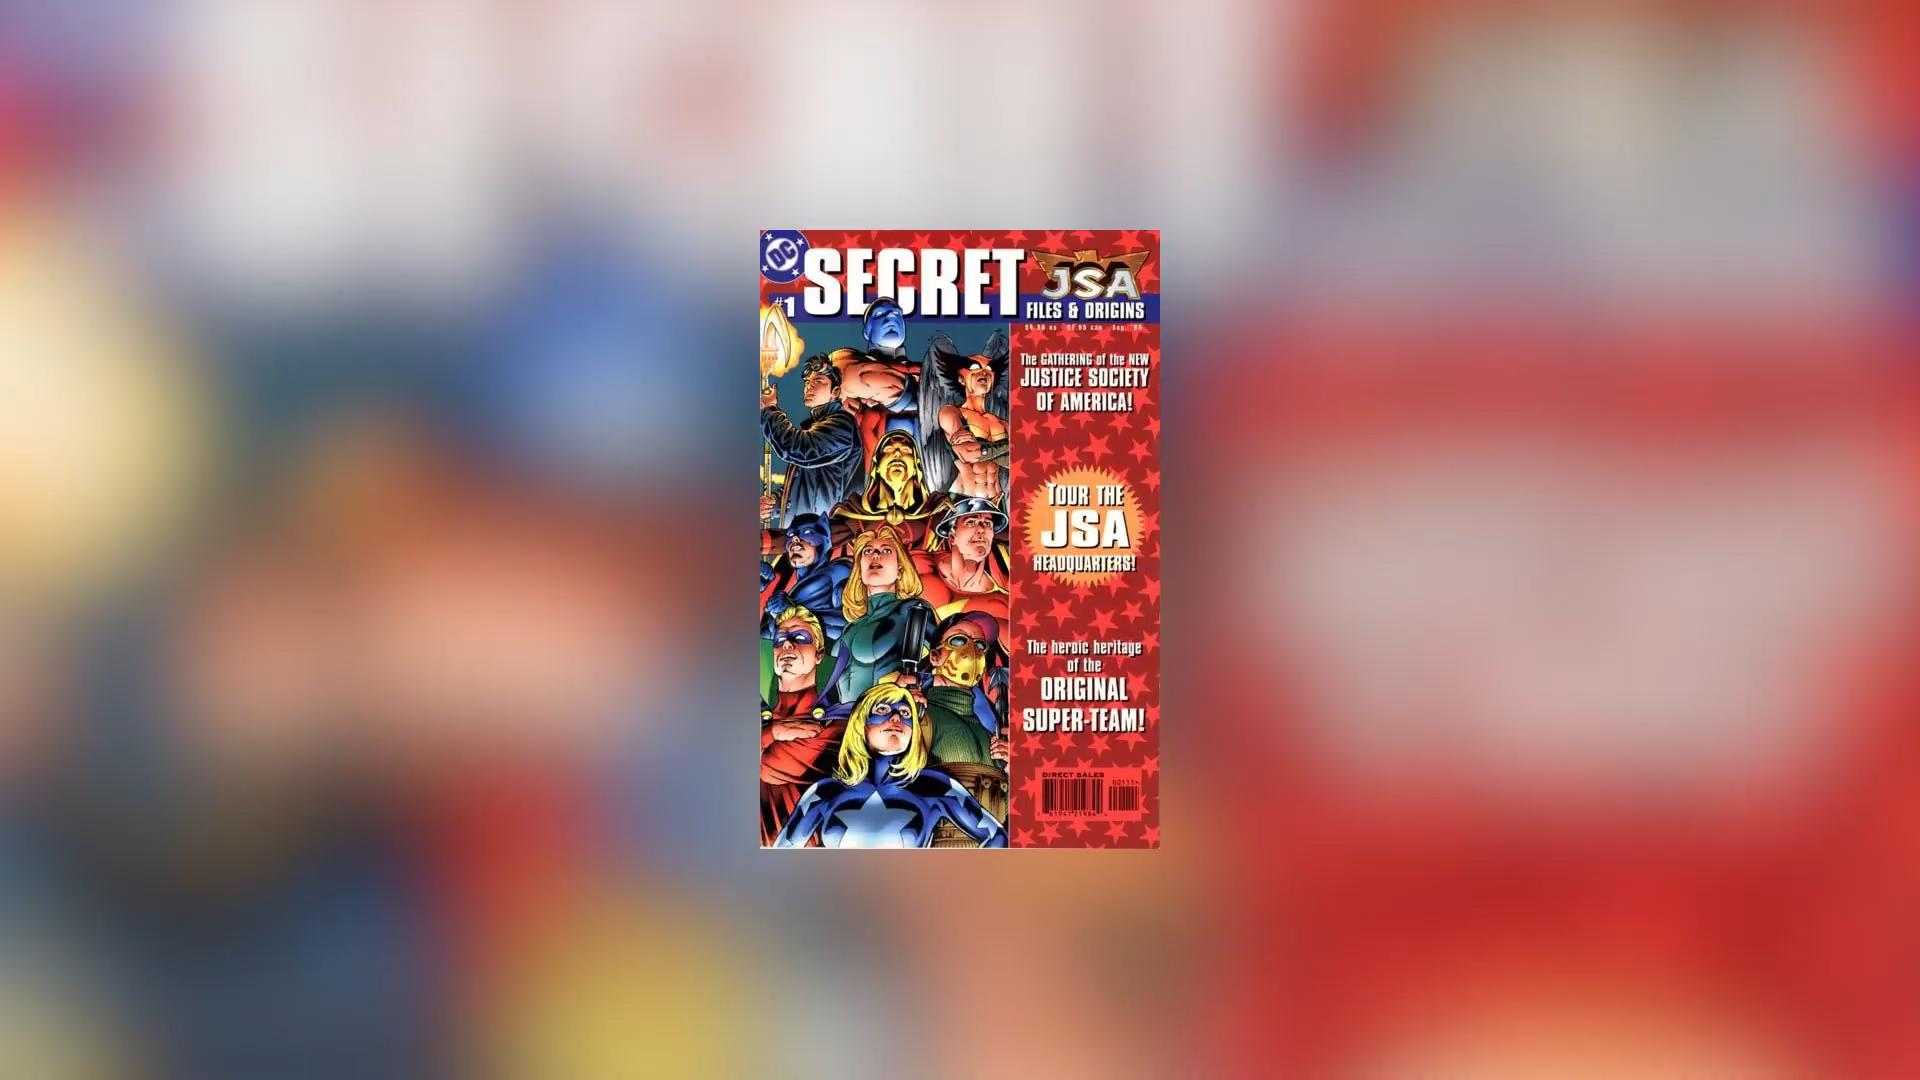 DC
SECRET
JSA
#1
FILES & ORIGINS
The GATHERING of the NEW
JUSTICE SOCIETY
OF AMERICA!
TOUR THE
JSA
HEADQUARTERS!
The heroic heritage
of the
ORIGINAL
SUPER-TEAM!
DIRECT SALES